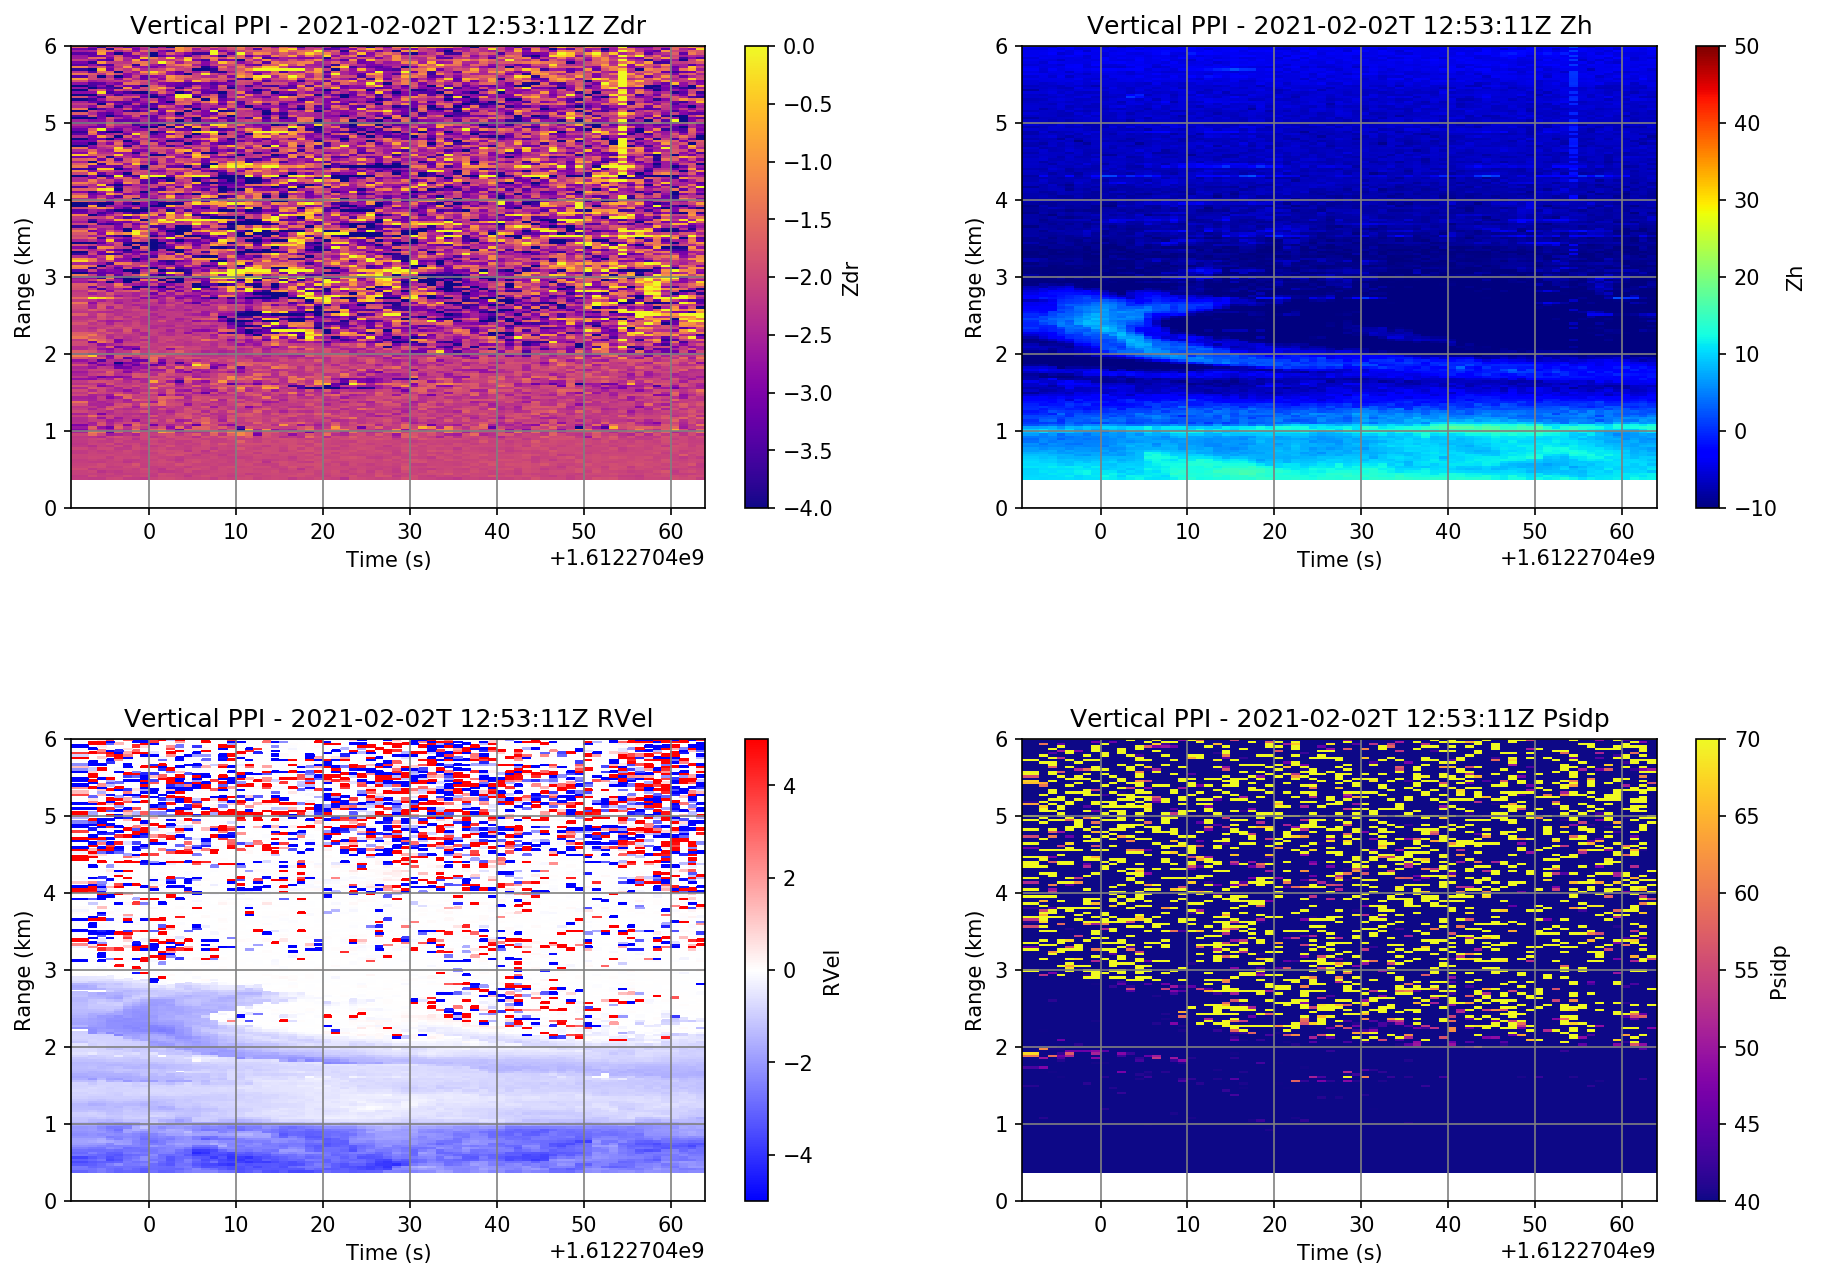 Vertical PPI - 2021-02-02T 12:53:11Z Zdr
6
5
4
3
2
1
0
Range (km)
0 10 20 30 40 50 60
Time (s)
+1.6122704e9
0.0
−0.5
−1.0
−1.5
−2.0
−2.5
−3.0
−3.5
−4.0
Zdr
Vertical PPI - 2021-02-02T 12:53:11Z Zh
6
5
4
3
2
1
0
Range (km)
0 10 20 30 40 50 60
Time (s)
+1.6122704e9
50
40
30
20
10
0
−10
Zh
Vertical PPI - 2021-02-02T 12:53:11Z RVel
6
5
4
3
2
1
0
Range (km)
0 10 20 30 40 50 60
Time (s)
+1.6122704e9
4
2
0
−2
−4
RVel
Vertical PPI - 2021-02-02T 12:53:11Z Psidp
6
5
4
3
2
1
0
Range (km)
0 10 20 30 40 50 60
Time (s)
+1.6122704e9
70
65
60
55
50
45
40
Psidp